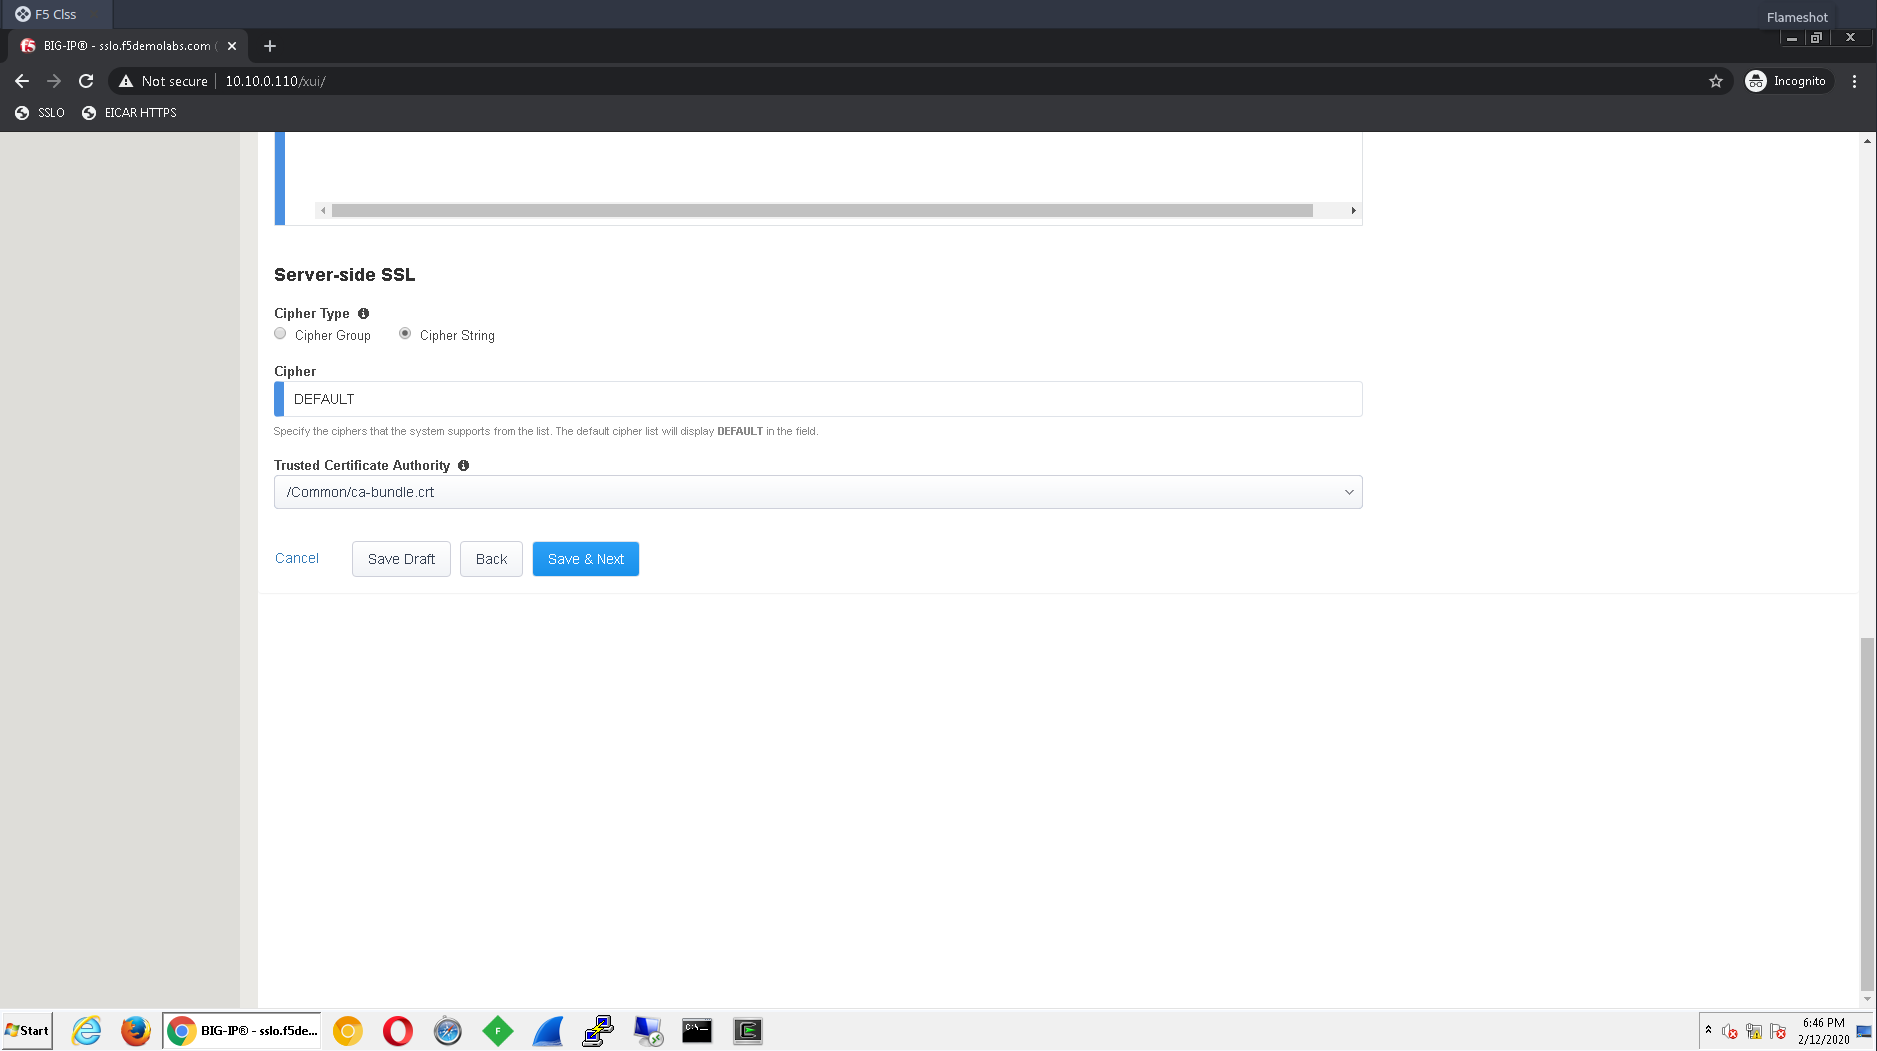 F5 Clss
Flameshot
BIG-IP® - sslo.f5demolabs.com (
Not secure
10.10.0.110/xui/
Incognito
SSLO
EICAR HTTPS
Server-side SSL
Cipher Type
Cipher Group
Cipher String
Cipher
DEFAULT
Specify the ciphers that the system supports from the list. The default cipher list will display DEFAULT in the field.
Trusted Certificate Authority
/Common/ca-bundle.crt
Cancel
Save Draft
Back
Save & Next
Start
BIG-IP® - sslo.f5de...
6:46 PM
2/12/2020